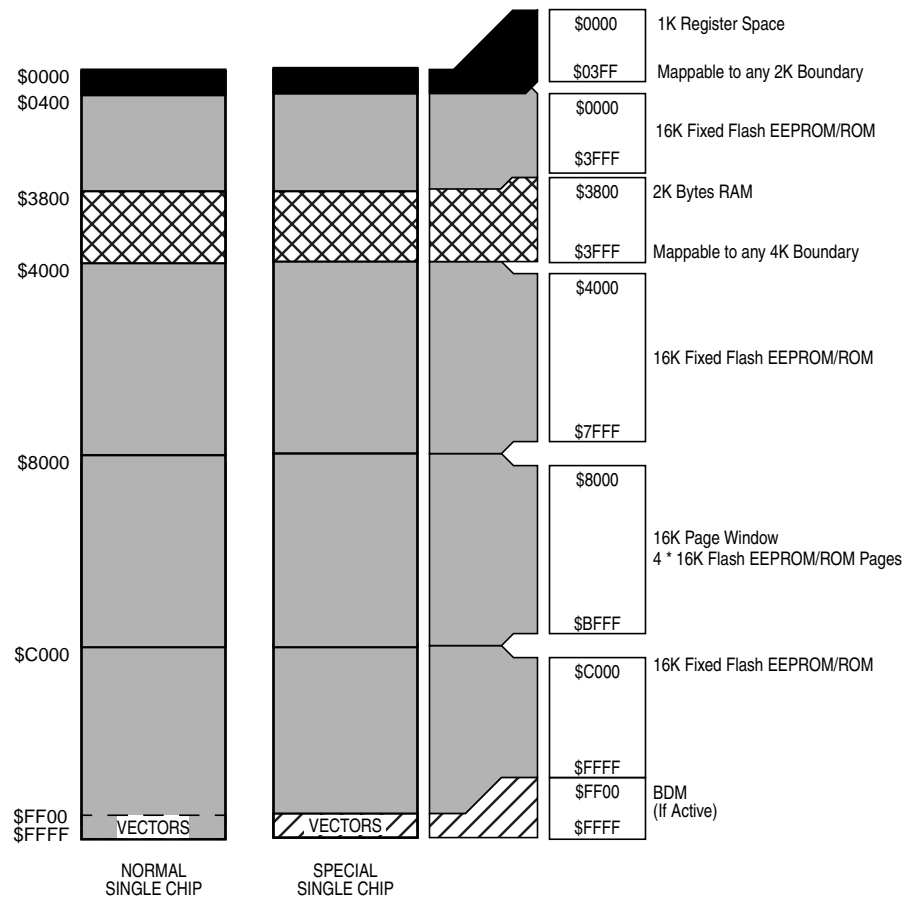 $0000
$0400
$3800
$4000
$8000
$C000
$FF00
$FFFF
VECTORS
VECTORS
NORMAL
SINGLE CHIP
SPECIAL
SINGLE CHIP
$0000
1K Register Space
$03FF
Mappable to any 2K Boundary
$0000
16K Fixed Flash EEPROM/ROM
$3FFF
$3800
2K Bytes RAM
$3FFF
Mappable to any 4K Boundary
$4000
16K Fixed Flash EEPROM/ROM
$7FFF
$8000
16K Page Window
4 * 16K Flash EEPROM/ROM Pages
$BFFF
$C000
16K Fixed Flash EEPROM/ROM
$FFFF
$FF00
BDM
(If Active)
$FFFF